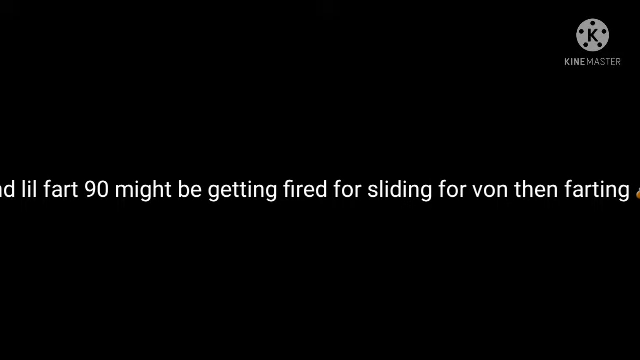 K
KINEMASTER
lil fart 90 might be getting fired for sliding for von then farting